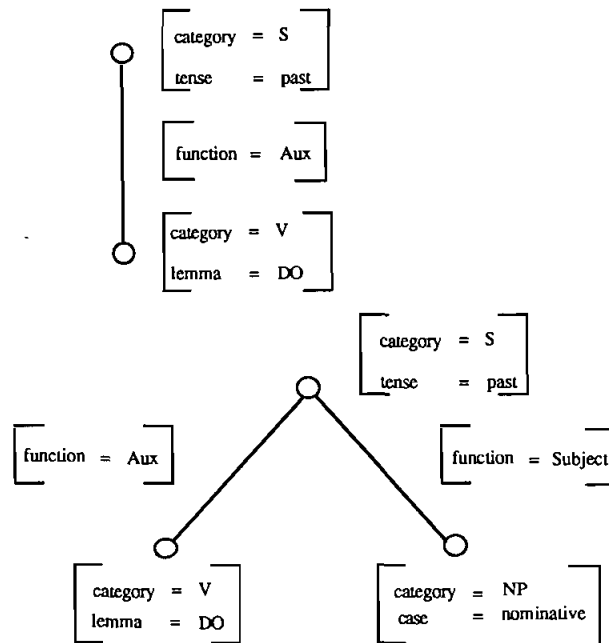 category = S
tense = past
function = Aux
category = V
lemma = DO
category = S
tense = past
function = Aux
function = Subject
category = V
lemma = DO
category = NP
case = nominative